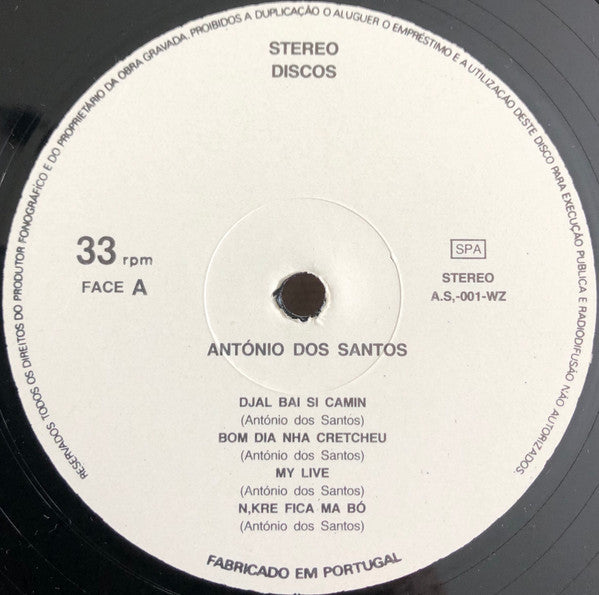 RESERVADOS TODOS OS DIREITOS DO PRODUTOR FONOGRÁFICO E DO PROPRIETÁRIO DA OBRA GRAVADA. PROIBIDOS A DUPLICAÇÃO O ALUGUER O EMPRÉSTIMO E A UTILIZAÇÃO DESTE DISCO PARA EXECUÇÃO PUBLICA E RADIODIFUSÃO NAO AUTORIZADOS.
STEREO
DISCOS
33 rpm
FACE A
SPA
STEREO
A.S,-001-WZ
ANTÓNIO DOS SANTOS
DJAL BAI SI CAMIN
(António dos Santos)
BOM DIA NHA CRETCHEU
(António dos Santos)
MY LIVE
(António dos Santos)
N,KRE FICA MA BÓ
(António dos Santos)
FABRICADO EM PORTUGAL